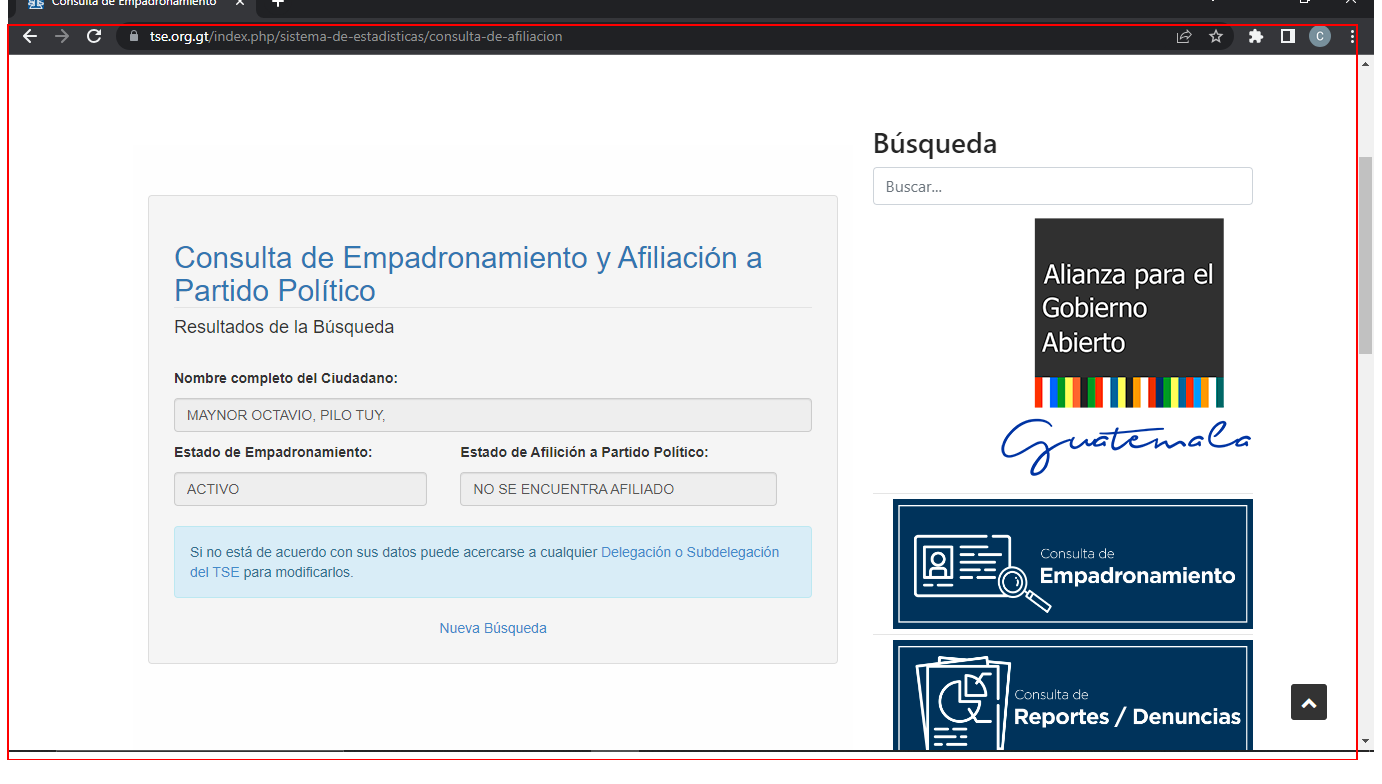 Consulta de Empadronamiento
tse.org.gt/index.php/sistema-de-estadisticas/consulta-de-afiliacion
C
Consulta de Empadronamiento y Afiliación a
Partido Político
Resultados de la Búsqueda
Nombre completo del Ciudadano:
MAYNOR OCTAVIO, PILO TUY,
Estado de Empadronamiento:
Estado de Afilición a Partido Político:
ACTIVO
NO SE ENCUENTRA AFILIADO
Si no está de acuerdo con sus datos puede acercarse a cualquier Delegación o Subdelegación
del TSE para modificarlos.
Nueva Búsqueda
Búsqueda
Buscar...
Alianza para el
Gobierno
Abierto
Guatemala
Consulta de
Empadronamiento
Consulta de
Reportes / Denuncias